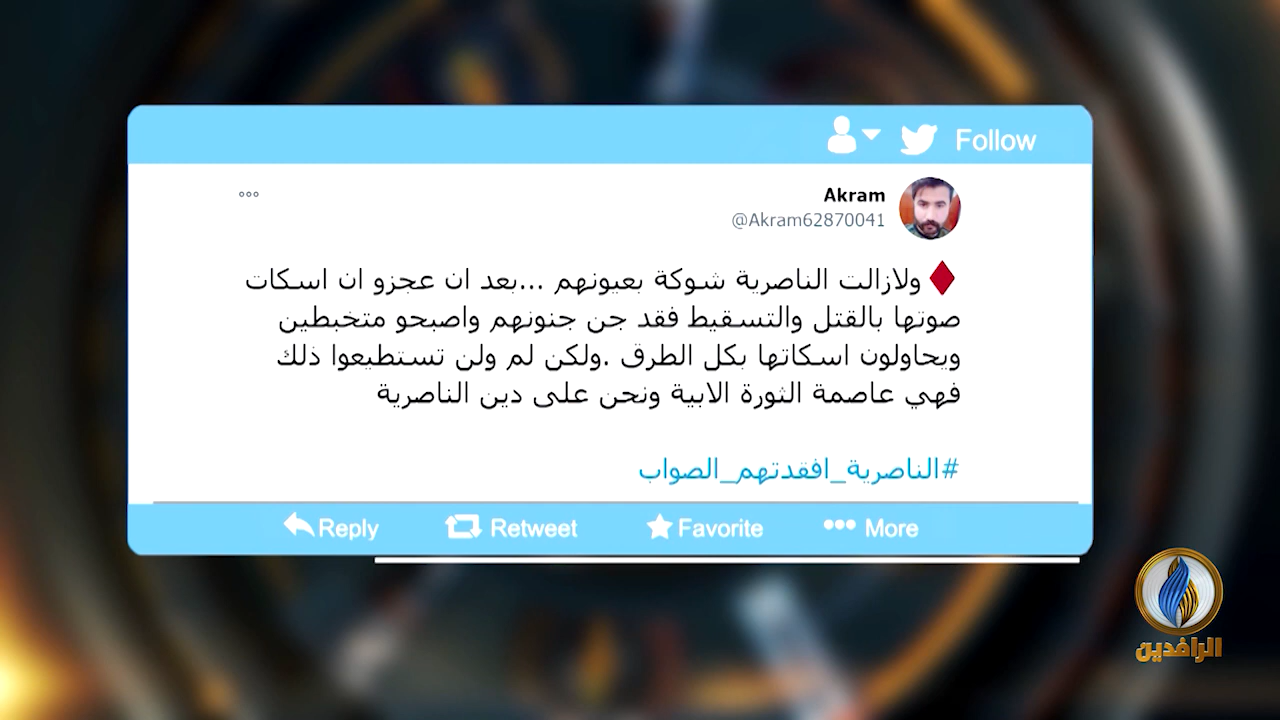 Follow
Akram
@Akram62870041
ولازالت الناصرية شوكة بعيونهم ...بعد ان عجزو ان اسكات
صوتها بالقتل والتسقيط فقد جن جنونهم واصبحو متخبطين
ويحاولون اسكاتها بكل الطرق .ولكن لم ولن تستطيعوا ذلك
فهي عاصمة الثورة الابية ونحن على دين الناصرية
#الناصرية_افقدتهم_الصواب
Reply Retweet Favorite More
الرافدين